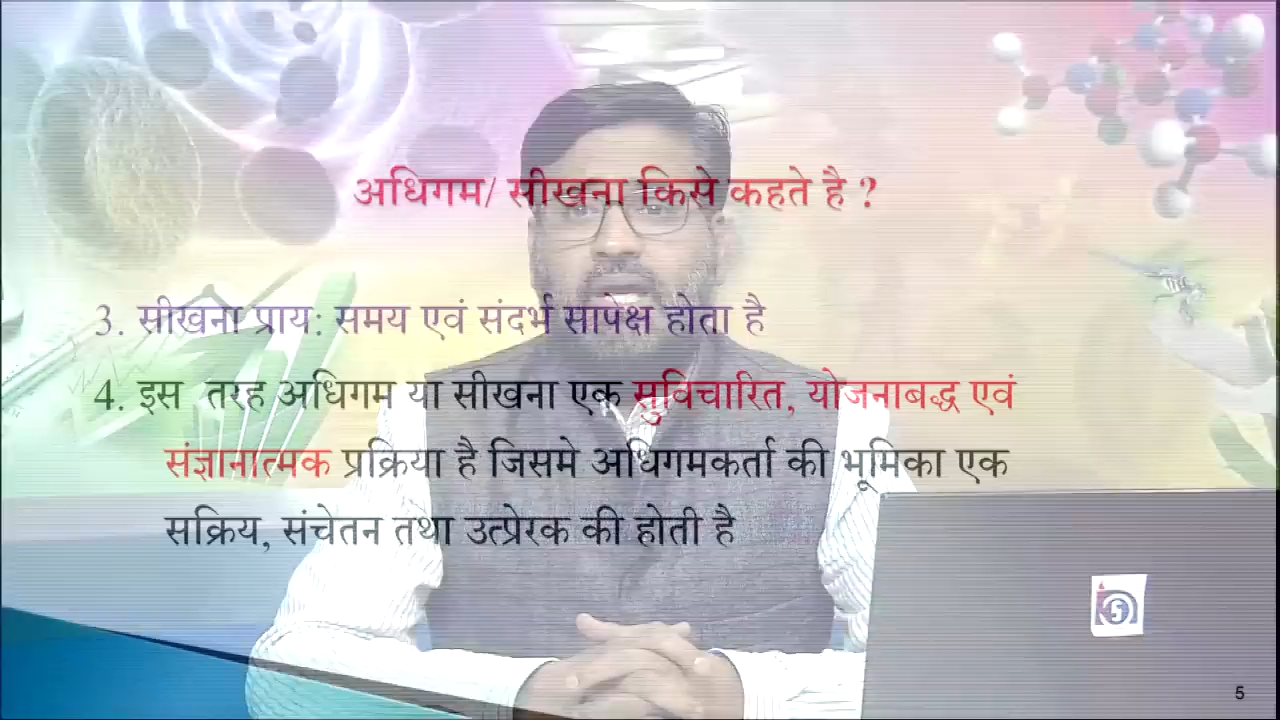 अधिगम/ सीखना किसे कहते है ?
3. सीखना प्राय: समय एवं संदर्भ सापेक्ष होता है
4. इस तरह अधिगम या सीखना एक सुविचारित, योजनाबद्ध एवं
संज्ञानात्मक प्रक्रिया है जिसमे अधिगमकर्ता की भूमिका एक
सक्रिय, संचेतन तथा उत्प्रेरक की होती है
5